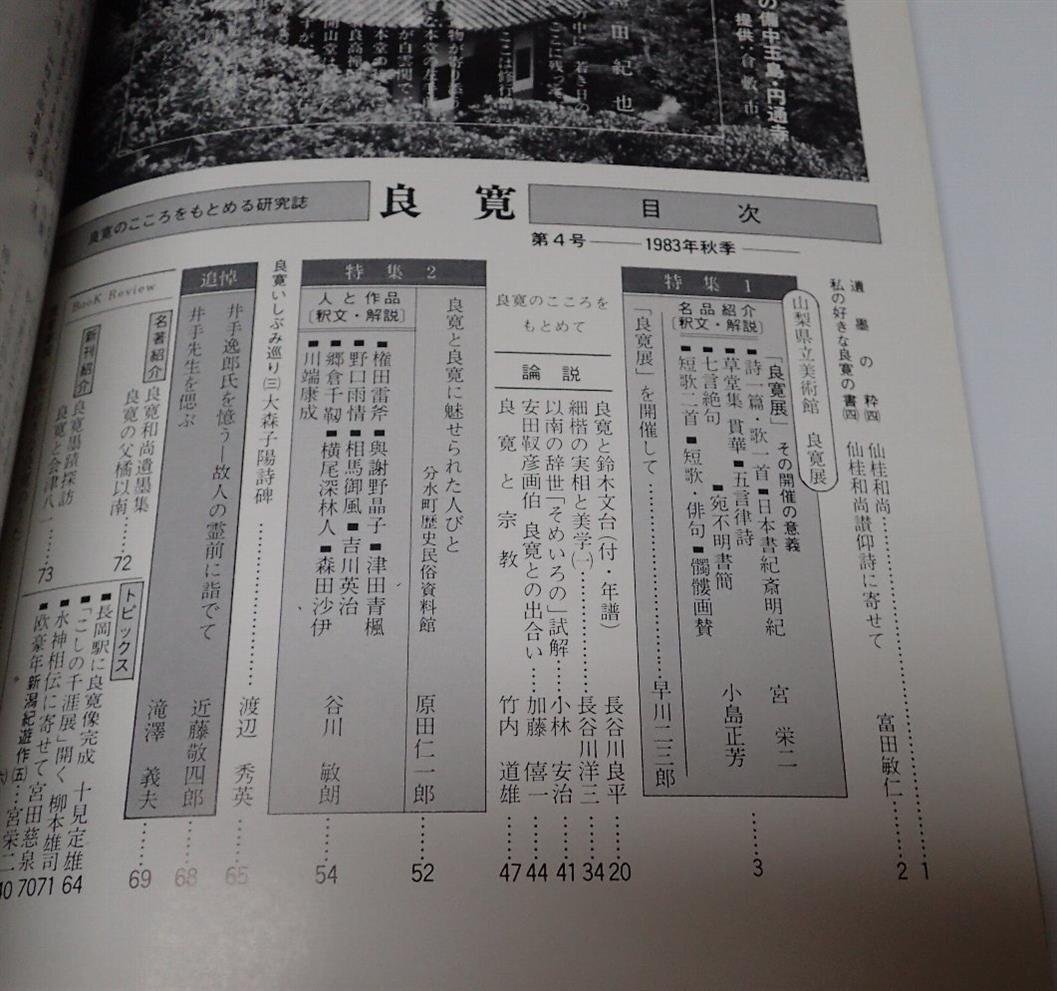 の備中玉島・円通寺
提供・倉敷市
田紀也
の中に、若き日の
ここに残って
ここは修行
良寛のこころをもとめる研究誌
良寛
目次
第4号 1983年秋季
遺墨の粋(四) 仙桂和尚………1
私の好きな良寛の書(四) 仙桂和尚讃仰詩に寄せて 富田敏仁……2
山梨県立美術館 良寛展
特集1
「良寛展」その開催の意義 宮栄二
名品紹介
〔釈文・解説〕
■詩一篇・歌一首■日本書紀斎明紀
■草堂集貫華■五言律詩
■七言絶句■宛不明書簡
■短歌二首■短歌・俳句■髑髏画賛
小島正芳……3
「良寛展」を開催して………早川二三郎
良寛のこころを
もとめて
論説
良寛と鈴木文台(付・年譜) 長谷川良平……20
細楷の実相と美学(一)………長谷川洋三……34
以南の辞世「そめいろの」試解………小林安治……41
安田靫彦画伯 良寛との出合い……加藤僖一……44
良寛と宗教 竹内道雄……47
特集2
良寛と良寛に魅せられた人びと
分水町歴史民俗資料館 原田仁一郎……52
人と作品
〔釈文・解説〕
■権田雷斧■與謝野晶子■津田青楓
■野口雨情■相馬御風■吉川英治
■郷倉千靱■横尾深林人■森田沙伊
■川端康成
谷川敏朗……54
良寛いしぶみ巡り(三)大森子陽詩碑………渡辺秀英……65
追悼
井手逸郎氏を憶う―故人の霊前に詣でて 近藤敬四郎……68
井手先生を偲ぶ 滝澤義夫……69
Book Review
名著紹介
良寛和尚遺墨集
良寛の父橘以南……72
新刊紹介
良寛墨蹟探訪
良寛と会津八一……73
トピックス
■長岡駅に良寛像完成 十見定雄 64
■「こしの千涯展」開く 柳本雄司 71
■水神相伝に寄せて 宮田慈泉 70
■欧豪年新潟紀遊作(五)…宮栄二 40